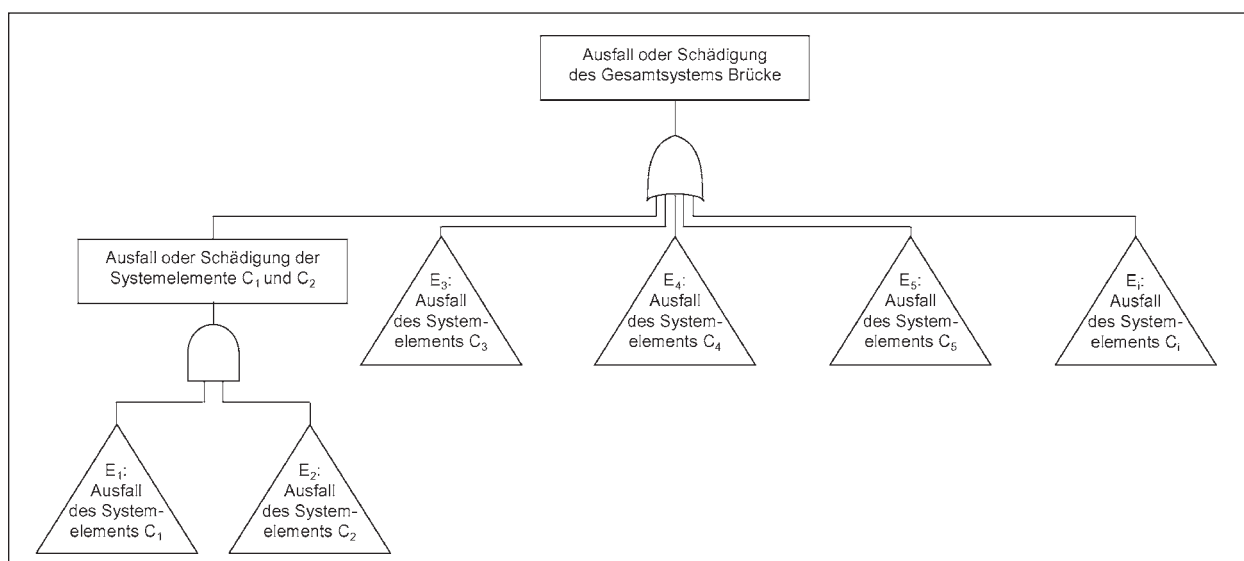 Ausfall oder Schädigung
des Gesamtsystems Brücke
Ausfall oder Schädigung der
Systemelemente C₁ und C₂
E₃:
Ausfall
des System-
elements C₃
E₄:
Ausfall
des System-
elements C₄
E₅:
Ausfall
des System-
elements C₅
Eᵢ:
Ausfall
des System-
elements Cᵢ
E₁:
Ausfall
des System-
elements C₁
E₂:
Ausfall
des System-
elements C₂